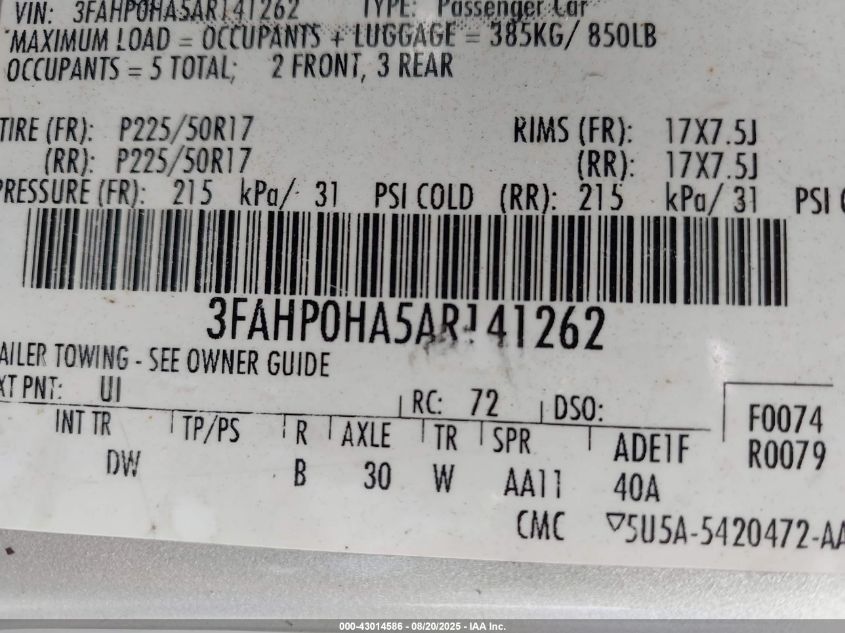 VIN: 3FAHP0HA5AR141262 TYPE: Passenger Car
MAXIMUM LOAD = OCCUPANTS + LUGGAGE = 385KG/ 850LB
OCCUPANTS = 5 TOTAL; 2 FRONT, 3 REAR
TIRE (FR): P225/50R17 RIMS (FR): 17X7.5J
(RR): P225/50R17 (RR): 17X7.5J
PRESSURE (FR): 215 kPa/ 31 PSI COLD (RR): 215 kPa/ 31 PSI C
3FAHP0HA5AR141262
AILER TOWING - SEE OWNER GUIDE
XT PNT: UI RC: 72 DSO:
INT TR TP/PS R AXLE TR SPR ADE1F F0074
DW B 30 W AA11 40A R0079
CMC ▽5U5A-5420472-AA
000-43014586 - 08/20/2025 - IAA Inc.